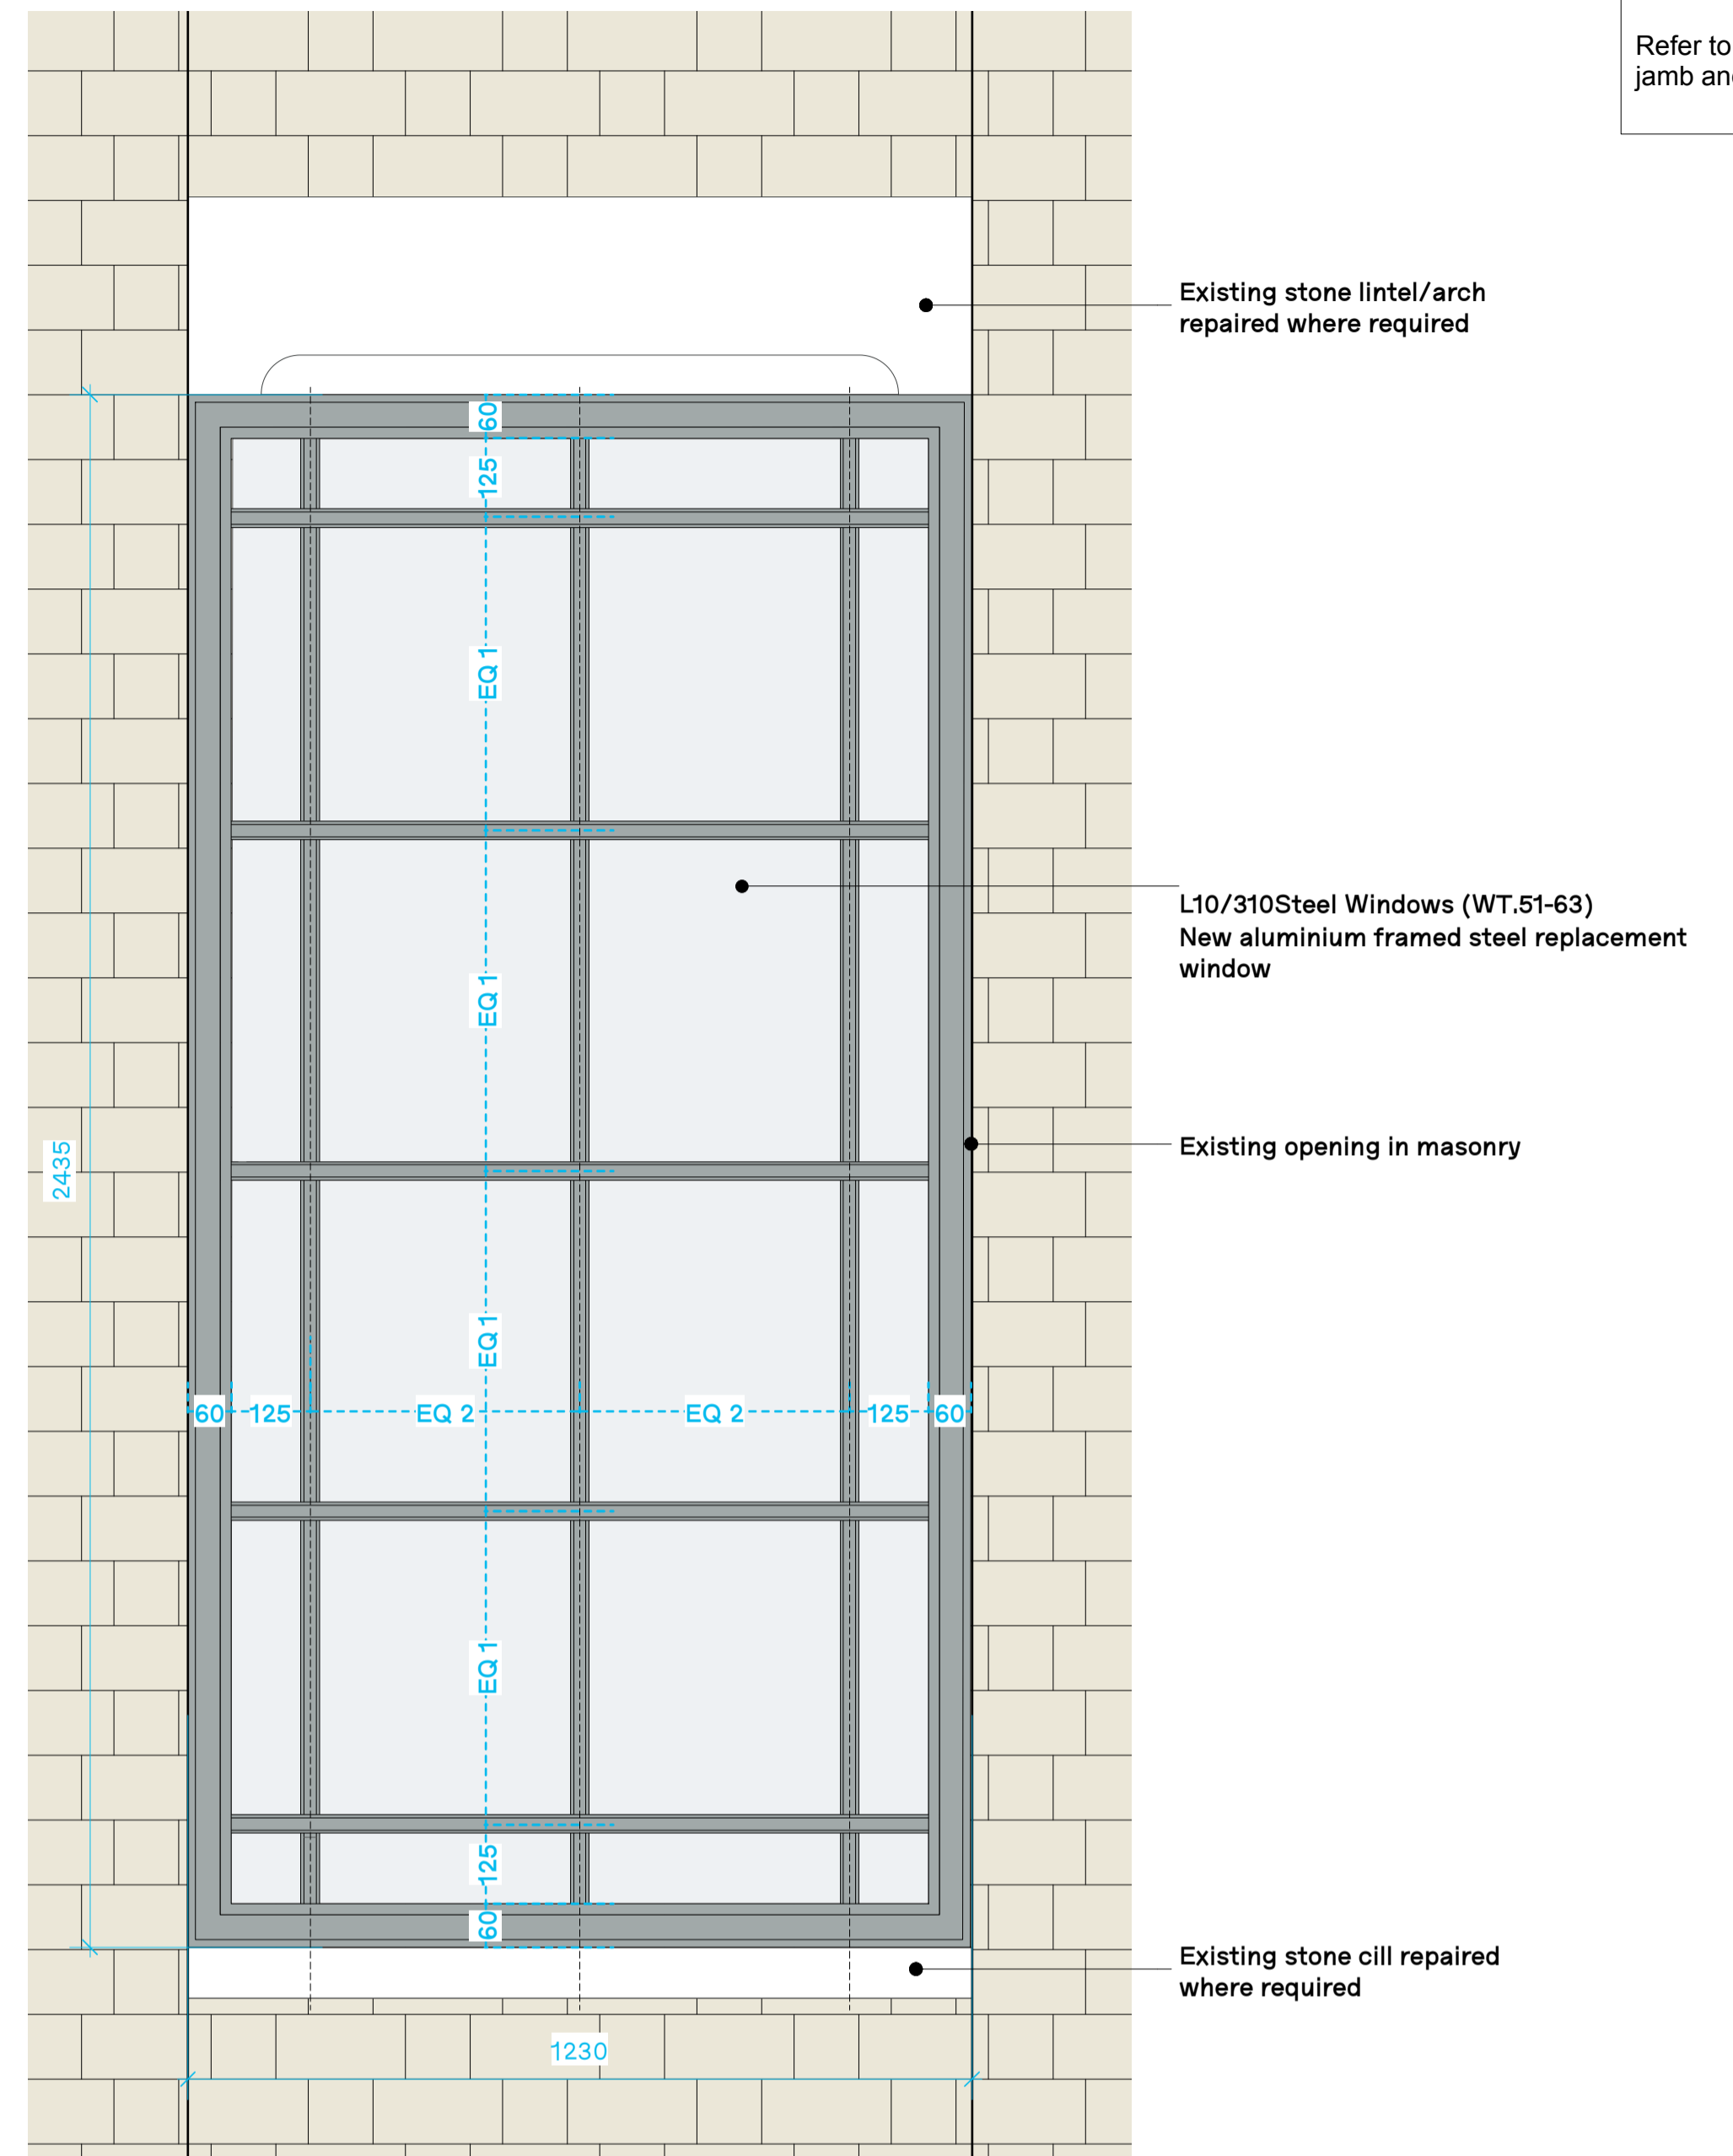 Refer to
jamb an
Existing stone lintel/arch
repaired where required
60
125
EQ 1
L10/310Steel Windows (WT.51-63)
New aluminium framed steel replacement
window
EQ 1
Existing opening in masonry
2435
EQ 1
60 125 EQ 2 EQ 2 125 60
EQ 1
125
60
Existing stone cill repaired
where required
1230